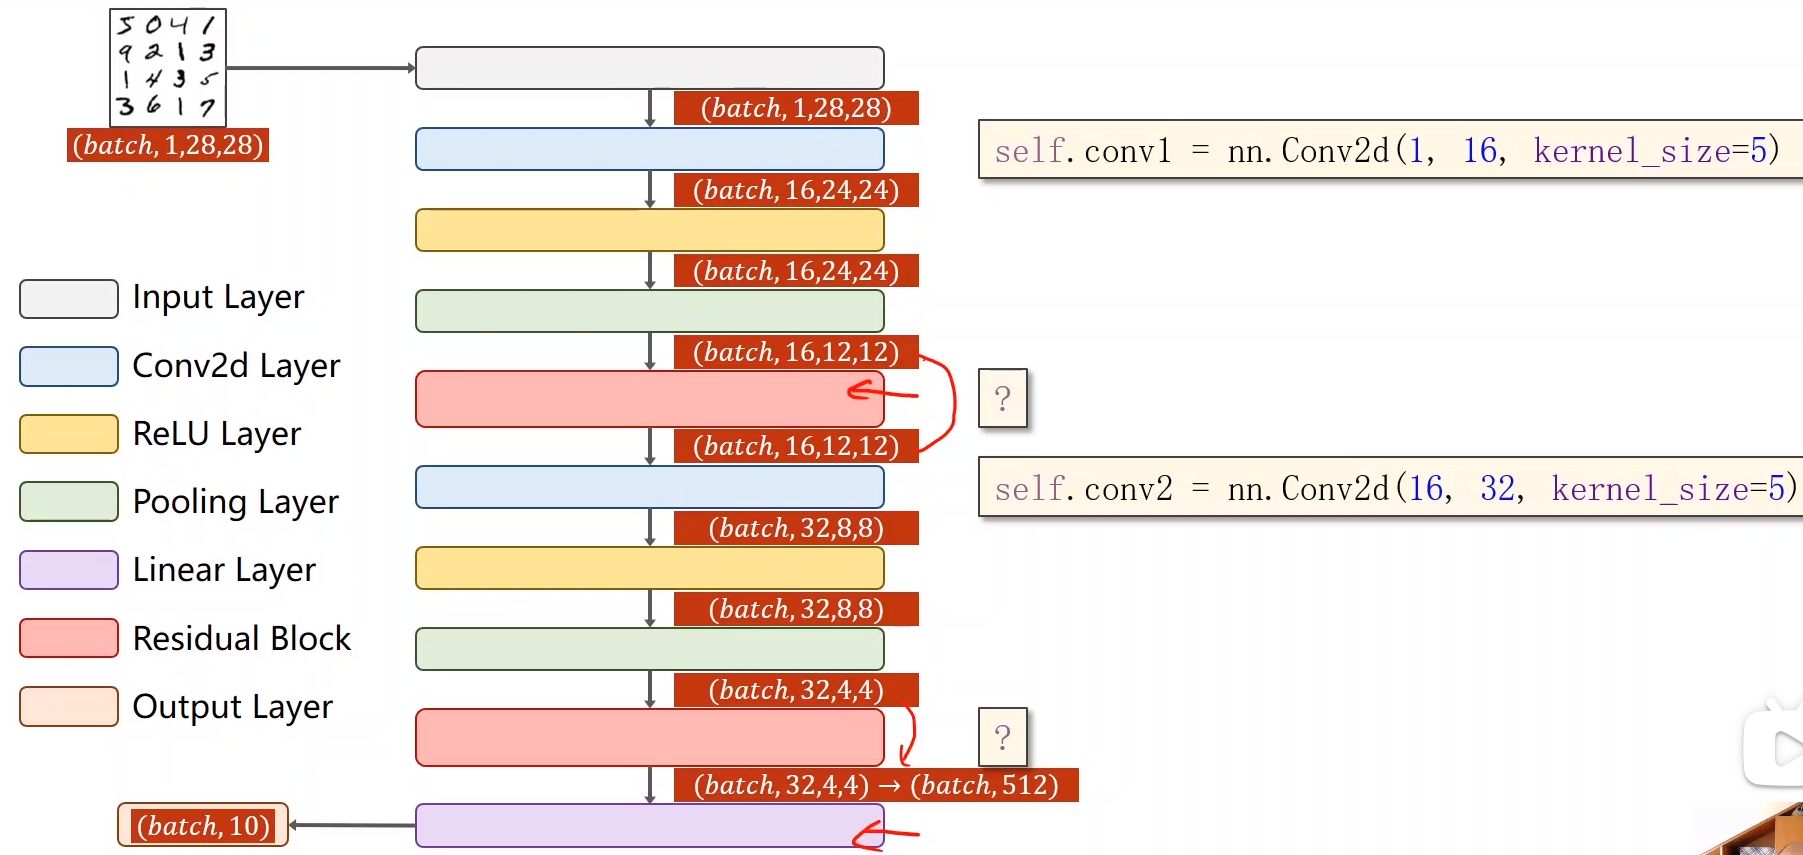 5 0 4 1
9 2 1 3
1 4 3 5
3 6 1 7
(batch, 1,28,28)
(batch, 1,28,28)
self.conv1 = nn.Conv2d(1, 16, kernel_size=5)
(batch, 16,24,24)
(batch, 16,24,24)
Input Layer
Conv2d Layer
ReLU Layer
Pooling Layer
Linear Layer
Residual Block
Output Layer
(batch, 16,12,12)
?
(batch, 16,12,12)
self.conv2 = nn.Conv2d(16, 32, kernel_size=5)
(batch, 32,8,8)
(batch, 32,8,8)
(batch, 32,4,4)
?
(batch, 32,4,4) → (batch, 512)
(batch, 10)